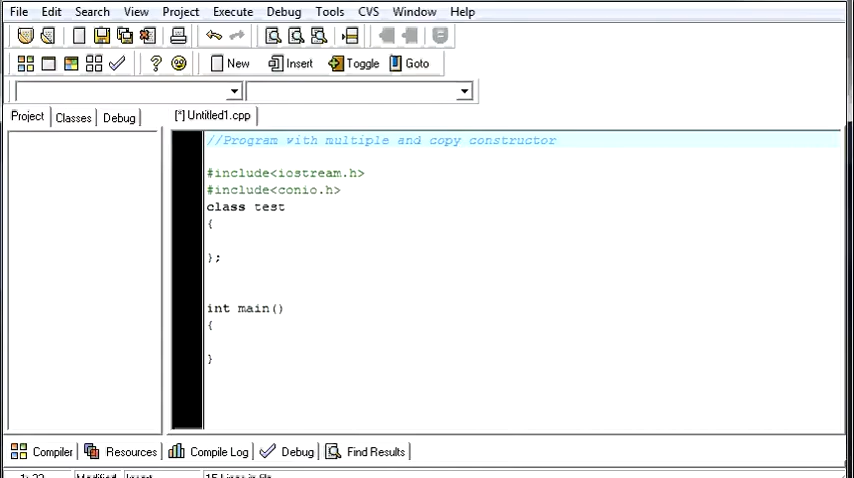 File Edit Search View Project Execute Debug Tools CVS Window Help
? New Insert Toggle Goto
Project Classes Debug [*] Untitled1.cpp
//Program with multiple and copy constructor
#include<iostream.h>
#include<conio.h>
class test
{
};
int main()
{
}
Compiler Resources Compile Log Debug Find Results